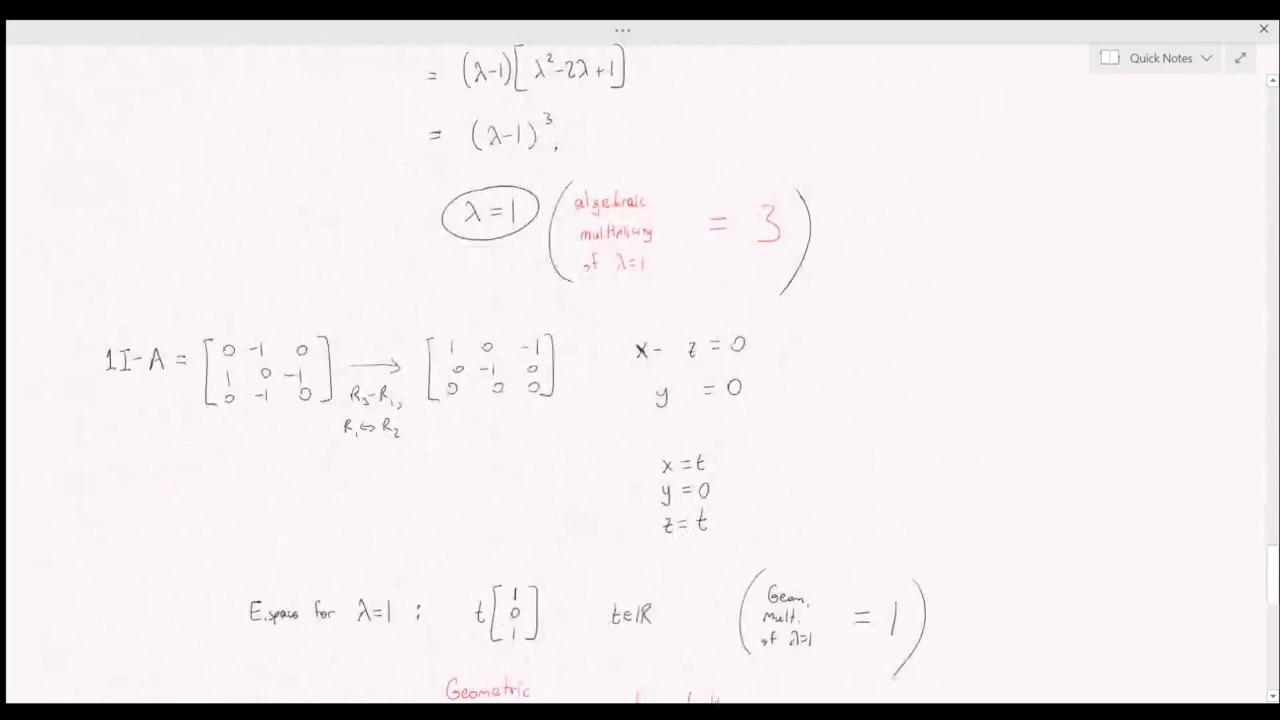 Quick Notes
= (λ-1)[λ²-2λ+1]
= (λ-1)³.
λ=1 (algebraic multiplicity of λ=1 = 3)
1I-A = [0 -1 0; 1 0 -1; 0 -1 0] → [1 0 -1; 0 -1 0; 0 0 0]
R₃-R₁,
R₁↔R₂
x - z = 0
y = 0
x = t
y = 0
z = t
E.space for λ=1 : t[1 0 1] t∈ℝ (Geom. Mult. of λ=1 = 1)
Geometric